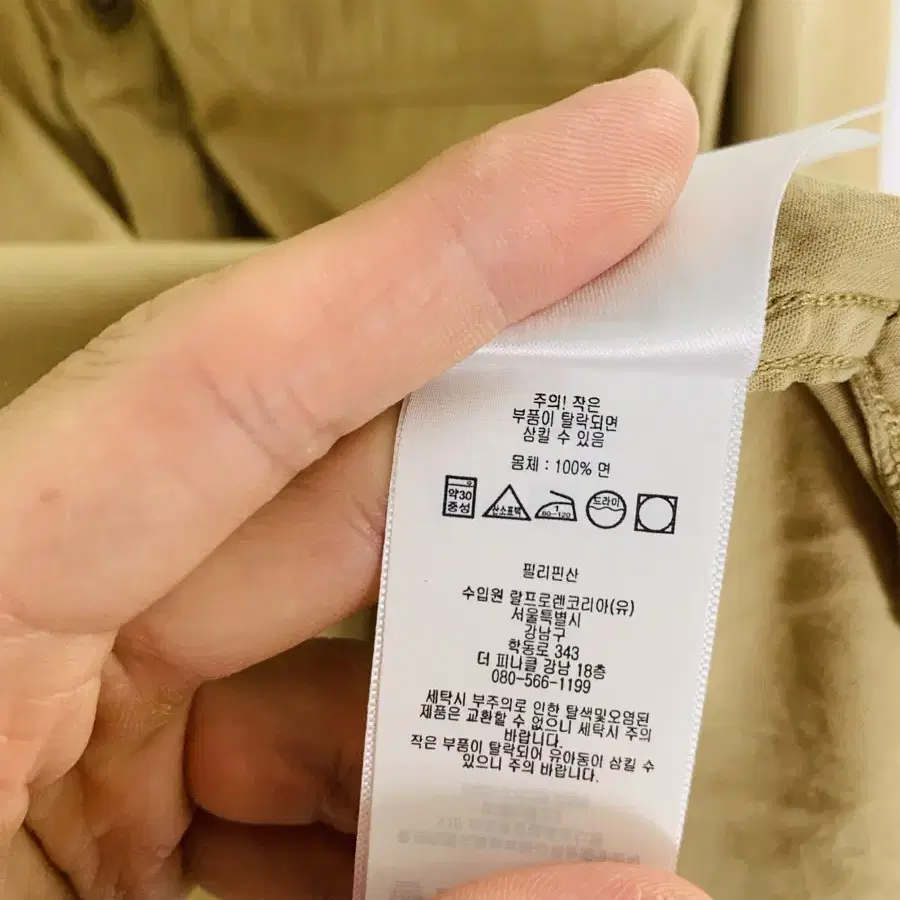 주의! 작은
부품이 탈락되면
삼킬 수 있음
몸체 : 100% 면
약30
중성
산소표백
1
80-120
드라이
필리핀산
수입원 랄프로렌코리아(유)
서울특별시
강남구
학동로 343
더 피나클 강남 18층
080-566-1199
세탁시 부주의로 인한 탈색및오염된
제품은 교환할 수 없으니 세탁시 주의
바랍니다.
작은 부품이 탈락되어 유아동이 삼킬 수
있으니 주의 바랍니다.